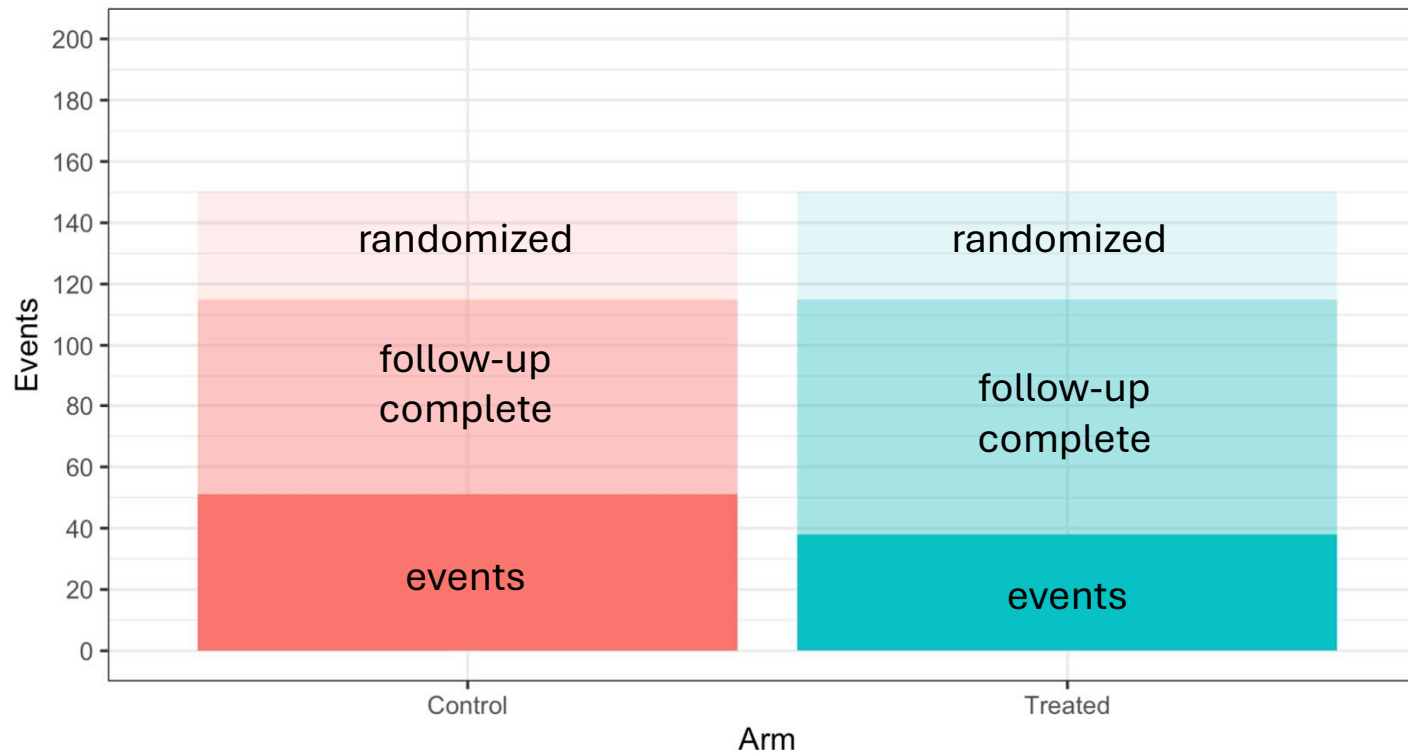 200
180
160
140
120
100
80
60
40
20
0
Events
randomized
follow-up
complete
events
randomized
follow-up
complete
events
Control
Treated
Arm